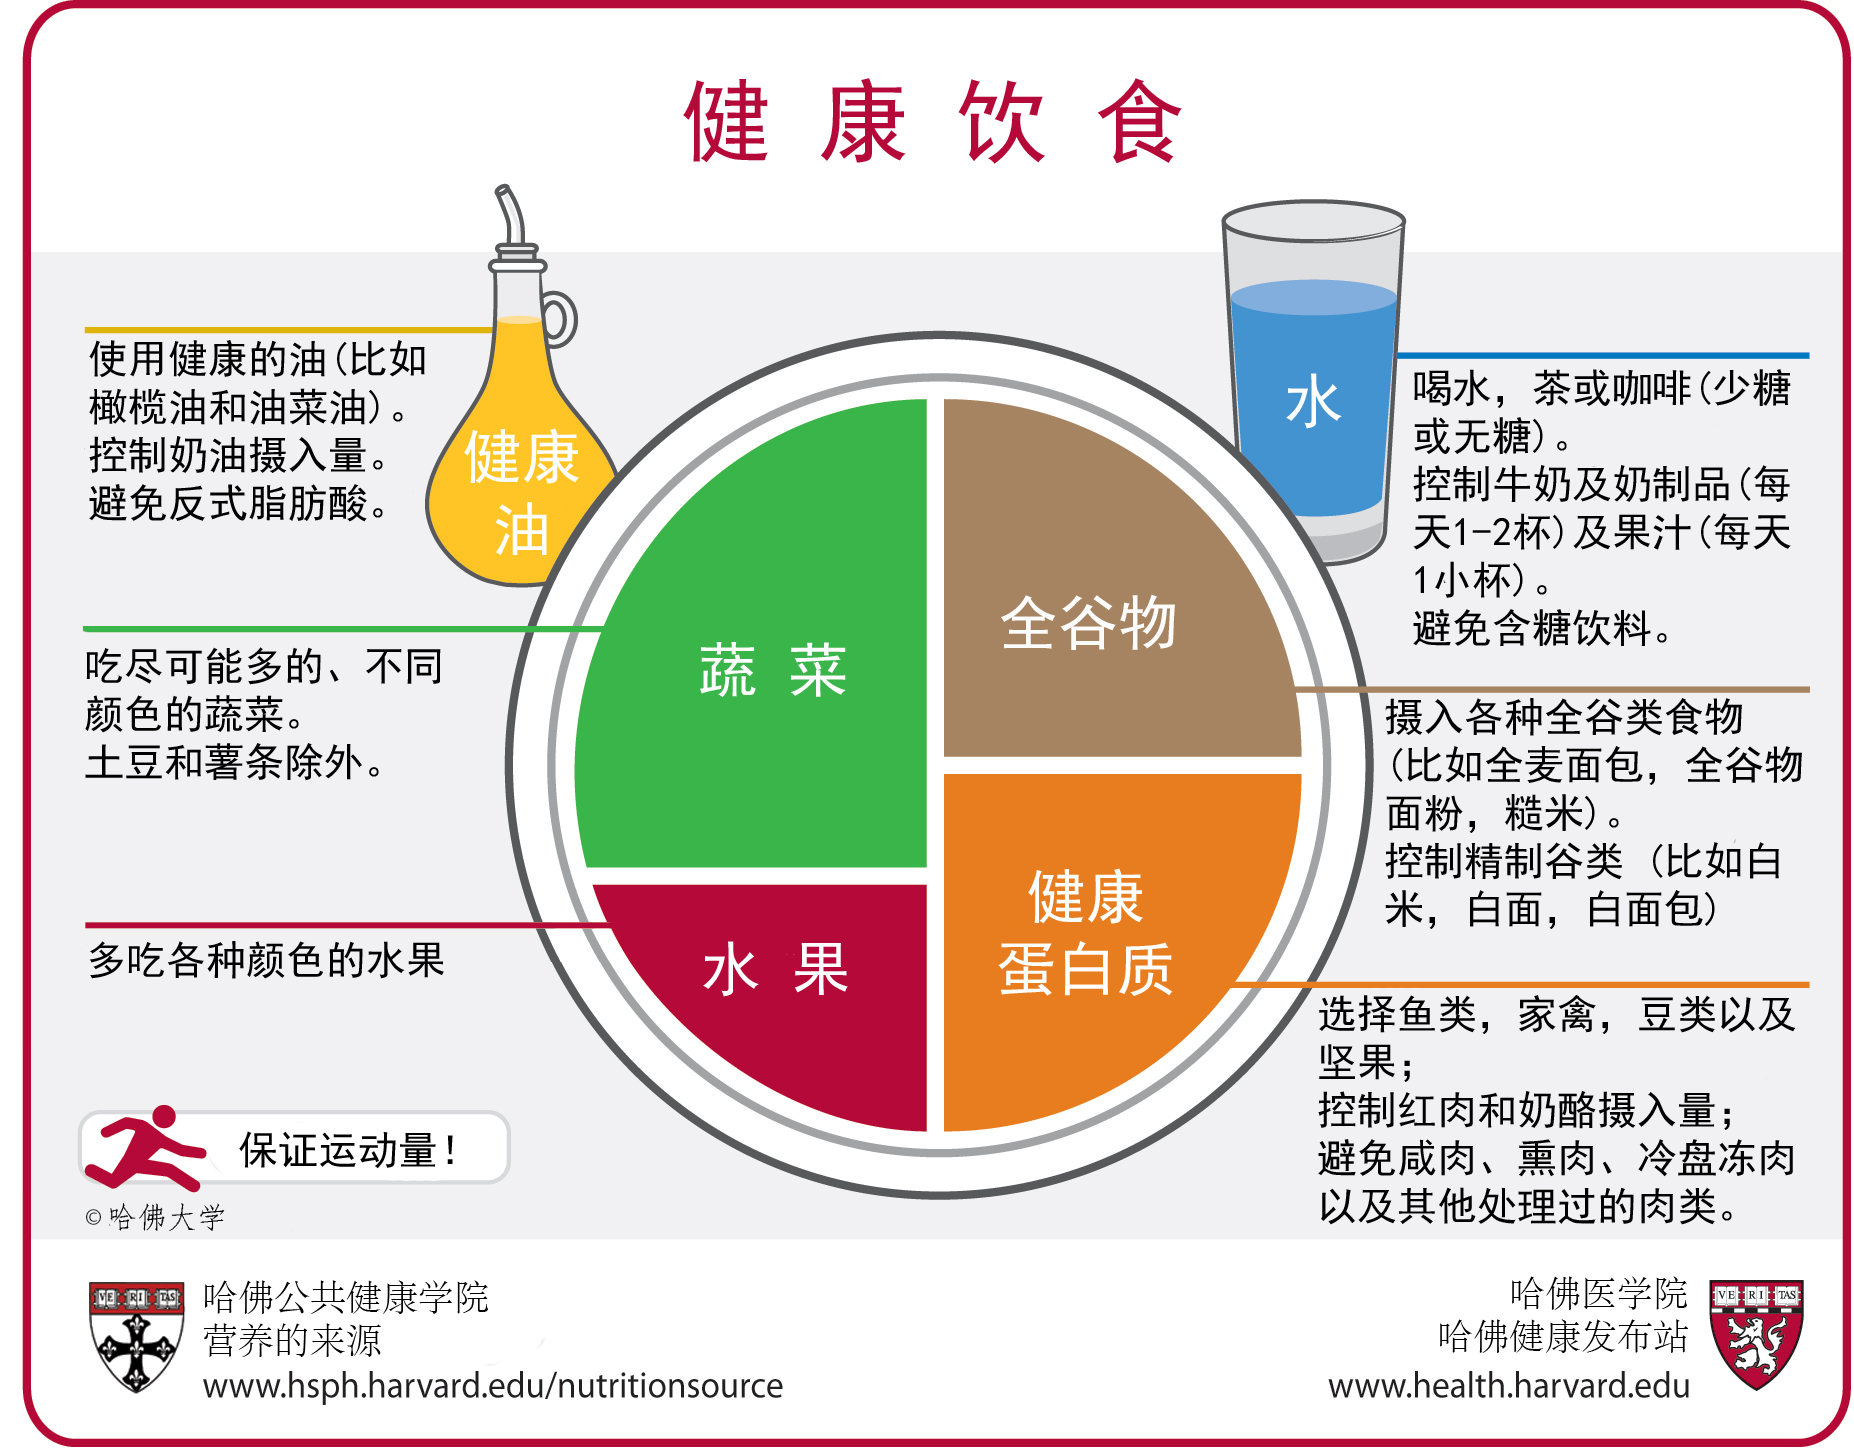 健康饮食
使用健康的油(比如
橄榄油和油菜油)。
控制奶油摄入量。
避免反式脂肪酸。
健康
油
水
喝水，茶或咖啡(少糖
或无糖)。
控制牛奶及奶制品(每
天1-2杯)及果汁(每天
1小杯)。
避免含糖饮料。
吃尽可能多的、不同
颜色的蔬菜。
土豆和薯条除外。
蔬菜
全谷物
摄入各种全谷类食物
(比如全麦面包，全谷物
面粉，糙米)。
控制精制谷类 (比如白
米，白面，白面包)
多吃各种颜色的水果
水果
健康
蛋白质
选择鱼类，家禽，豆类以及
坚果；
控制红肉和奶酪摄入量；
避免咸肉、熏肉、冷盘冻肉
以及其他处理过的肉类。
保证运动量！
© 哈佛大学
VE RI TAS
哈佛公共健康学院
营养的来源
www.hsph.harvard.edu/nutritionsource
哈佛医学院
哈佛健康发布站
www.health.harvard.edu
VE RI TAS